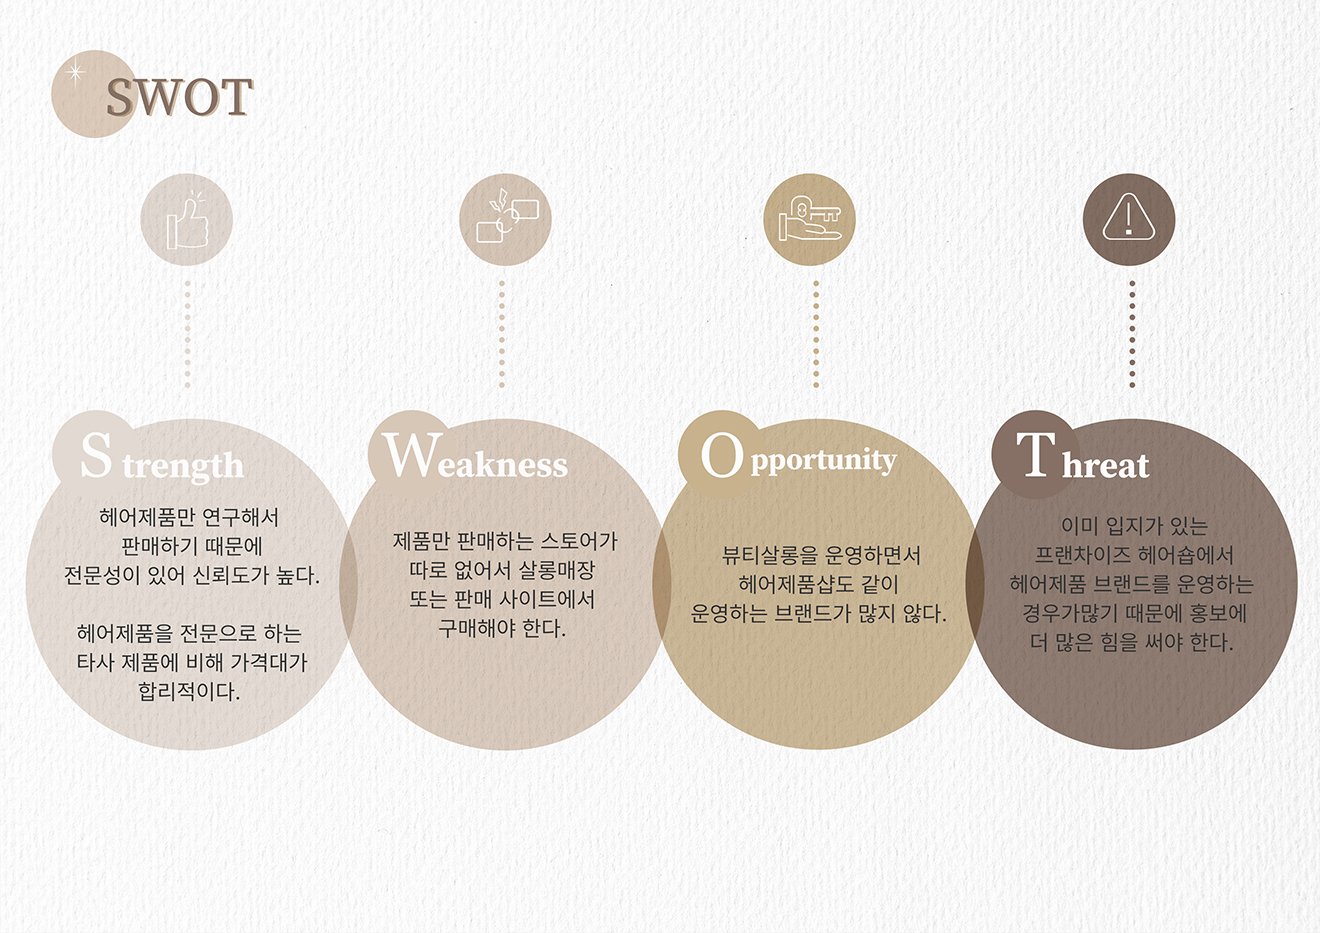 SWOT
Strength
헤어제품만 연구해서
판매하기 때문에
전문성이 있어 신뢰도가 높다.
헤어제품을 전문으로 하는
타사 제품에 비해 가격대가
합리적이다.
Weakness
제품만 판매하는 스토어가
따로 없어서 살롱매장
또는 판매 사이트에서
구매해야 한다.
Opportunity
뷰티살롱을 운영하면서
헤어제품샵도 같이
운영하는 브랜드가 많지 않다.
Threat
이미 입지가 있는
프랜차이즈 헤어숍에서
헤어제품 브랜드를 운영하는
경우가많기 때문에 홍보에
더 많은 힘을 써야 한다.